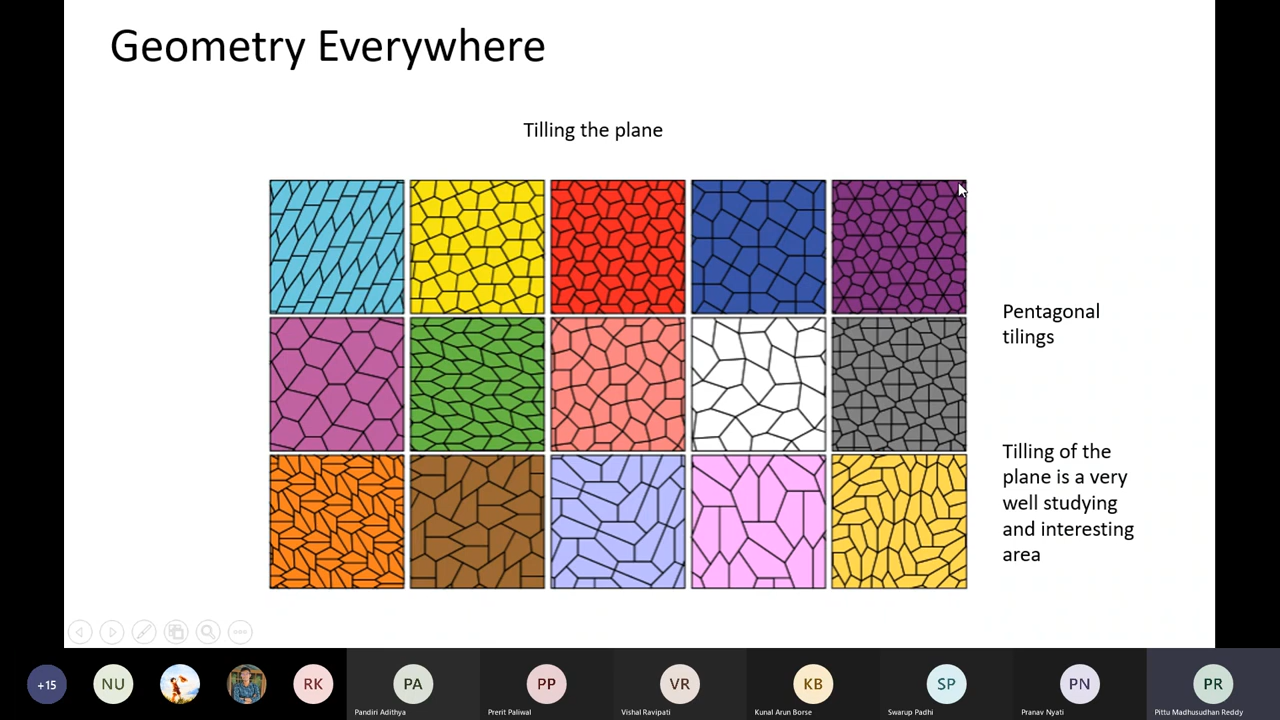 Geometry Everywhere
Tilling the plane
Pentagonal
tilings
Tilling of the
plane is a very
well studying
and interesting
area
+15
NU
RK
PA
PP
VR
KB
SP
PN
PR
Pandiri Adithya
Prerit Paliwal
Vishal Ravipati
Kunal Arun Borse
Swarup Padhi
Pranav Nyati
Pittu Madhusudhan Reddy